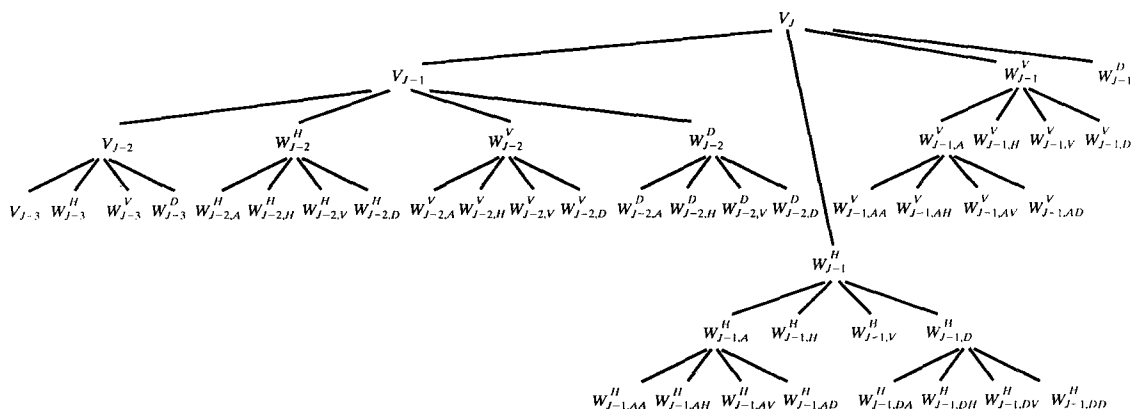 V_J
V_{J-1} W^V_{J-1} W^D_{J-1}
V_{J-2} W^H_{J-2} W^V_{J-2} W^D_{J-2} W^V_{J-1,A} W^V_{J-1,H} W^V_{J-1,V} W^V_{J-1,D}
V_{J-3} W^H_{J-3} W^V_{J-3} W^D_{J-3} W^H_{J-2,A} W^H_{J-2,H} W^H_{J-2,V} W^H_{J-2,D} W^V_{J-2,A} W^V_{J-2,H} W^V_{J-2,V} W^V_{J-2,D} W^D_{J-2,A} W^D_{J-2,H} W^D_{J-2,V} W^D_{J-2,D} W^V_{J-1,AA} W^V_{J-1,AH} W^V_{J-1,AV} W^V_{J-1,AD}
W^H_{J-1}
W^H_{J-1,A} W^H_{J-1,H} W^H_{J-1,V} W^H_{J-1,D}
W^H_{J-1,AA} W^H_{J-1,AH} W^H_{J-1,AV} W^H_{J-1,AD} W^H_{J-1,DA} W^H_{J-1,DH} W^H_{J-1,DV} W^H_{J-1,DD}